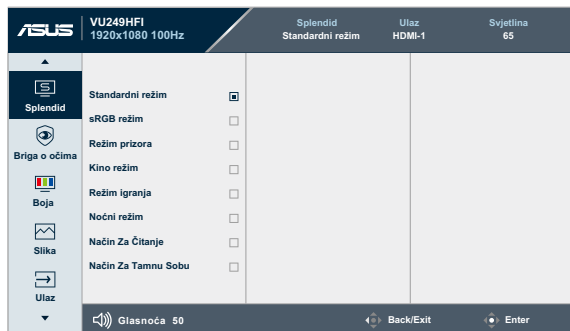 ASUS
VU249HFI
1920x1080 100Hz
Splendid
Standardni režim
Ulaz
HDMI-1
Svjetlina
65
Splendid
Briga o očima
Boja
Slika
Ulaz
Standardni režim
sRGB režim
Režim prizora
Kino režim
Režim igranja
Noćni režim
Način Za Čitanje
Način Za Tamnu Sobu
Glasnoća 50
Back/Exit
Enter